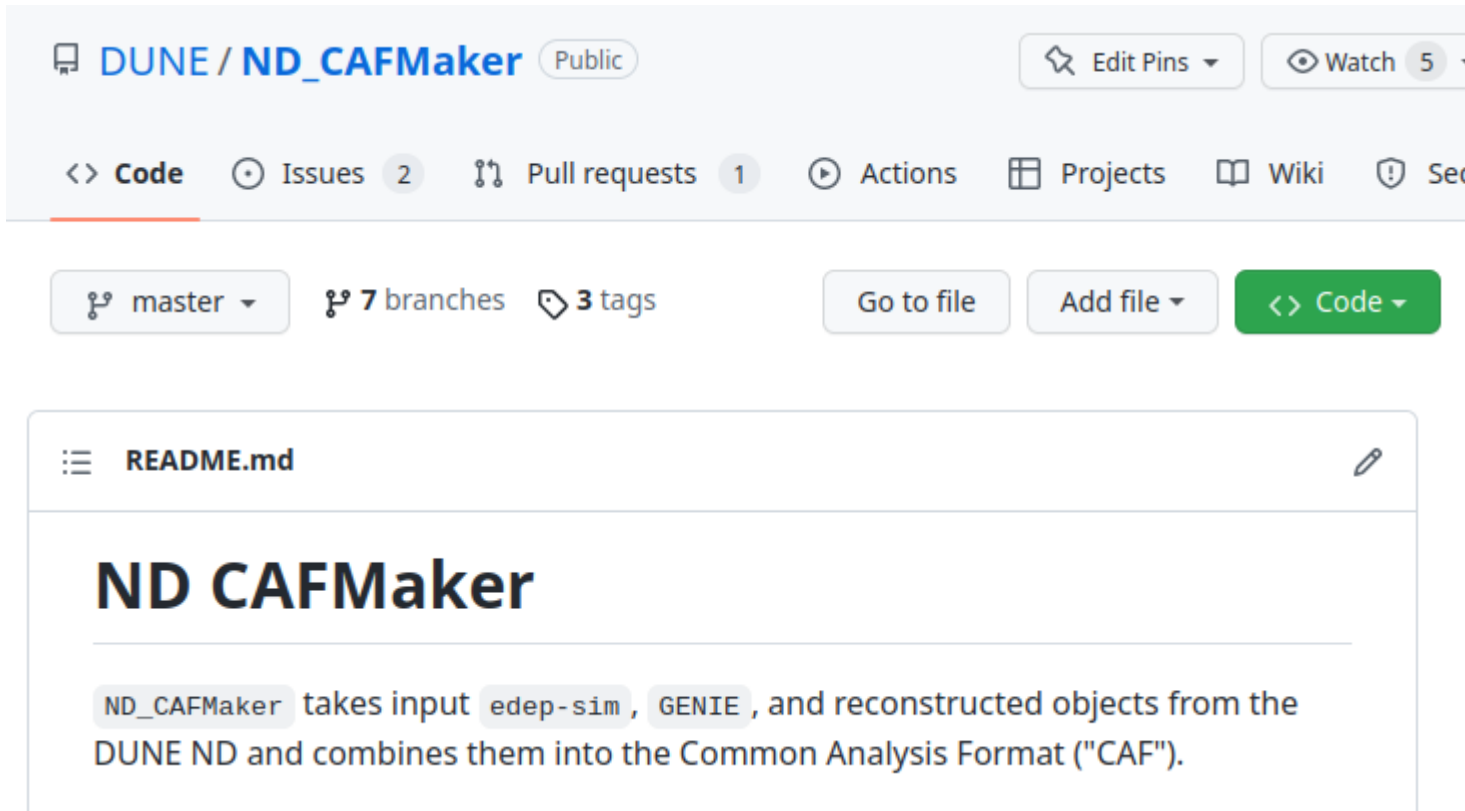 DUNE / ND_CAFMaker Public Edit Pins Watch 5
Code Issues 2 Pull requests 1 Actions Projects Wiki Sec
master 7 branches 3 tags Go to file Add file Code
README.md
ND CAFMaker
ND_CAFMaker takes input edep-sim, GENIE, and reconstructed objects from the
DUNE ND and combines them into the Common Analysis Format ("CAF").